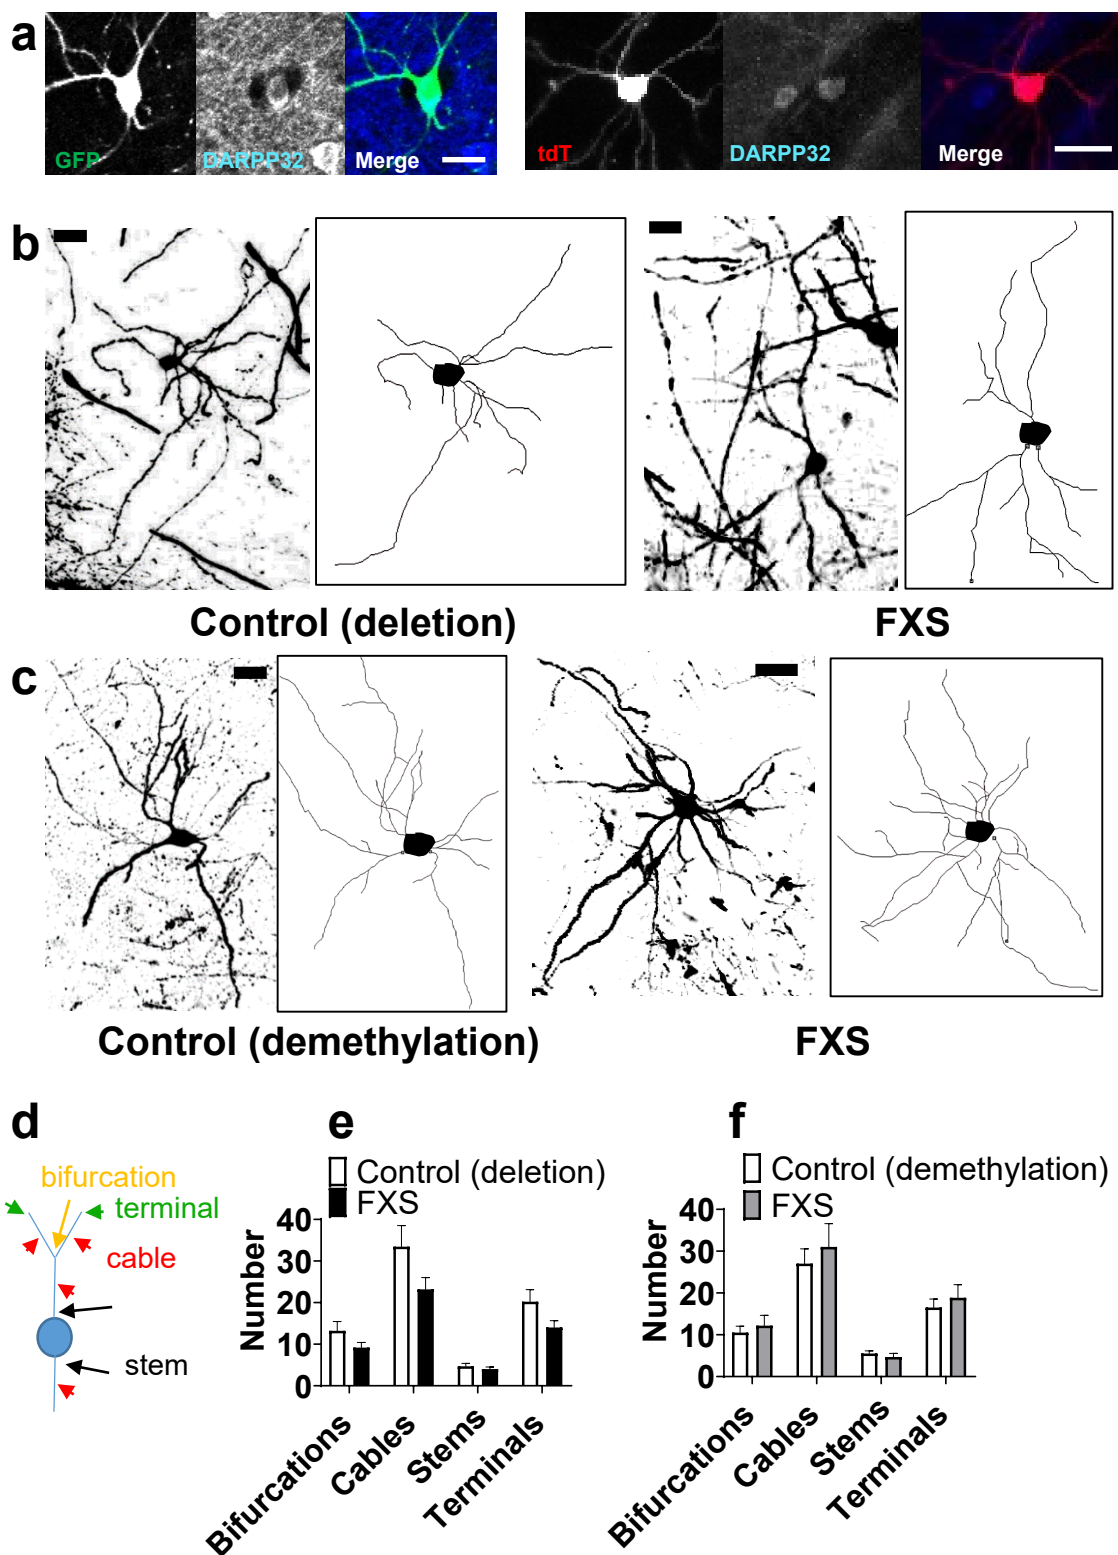 a
GFP
DARPP32
Merge
tdT
DARPP32
Merge
b
Control (deletion)
FXS
c
Control (demethylation)
FXS
d
bifurcation
terminal
cable
stem
e
Control (deletion)
FXS
Number
40
30
20
10
0
Bifurcations
Cables
Stems
Terminals
f
Control (demethylation)
FXS
Number
40
30
20
10
0
Bifurcations
Cables
Stems
Terminals